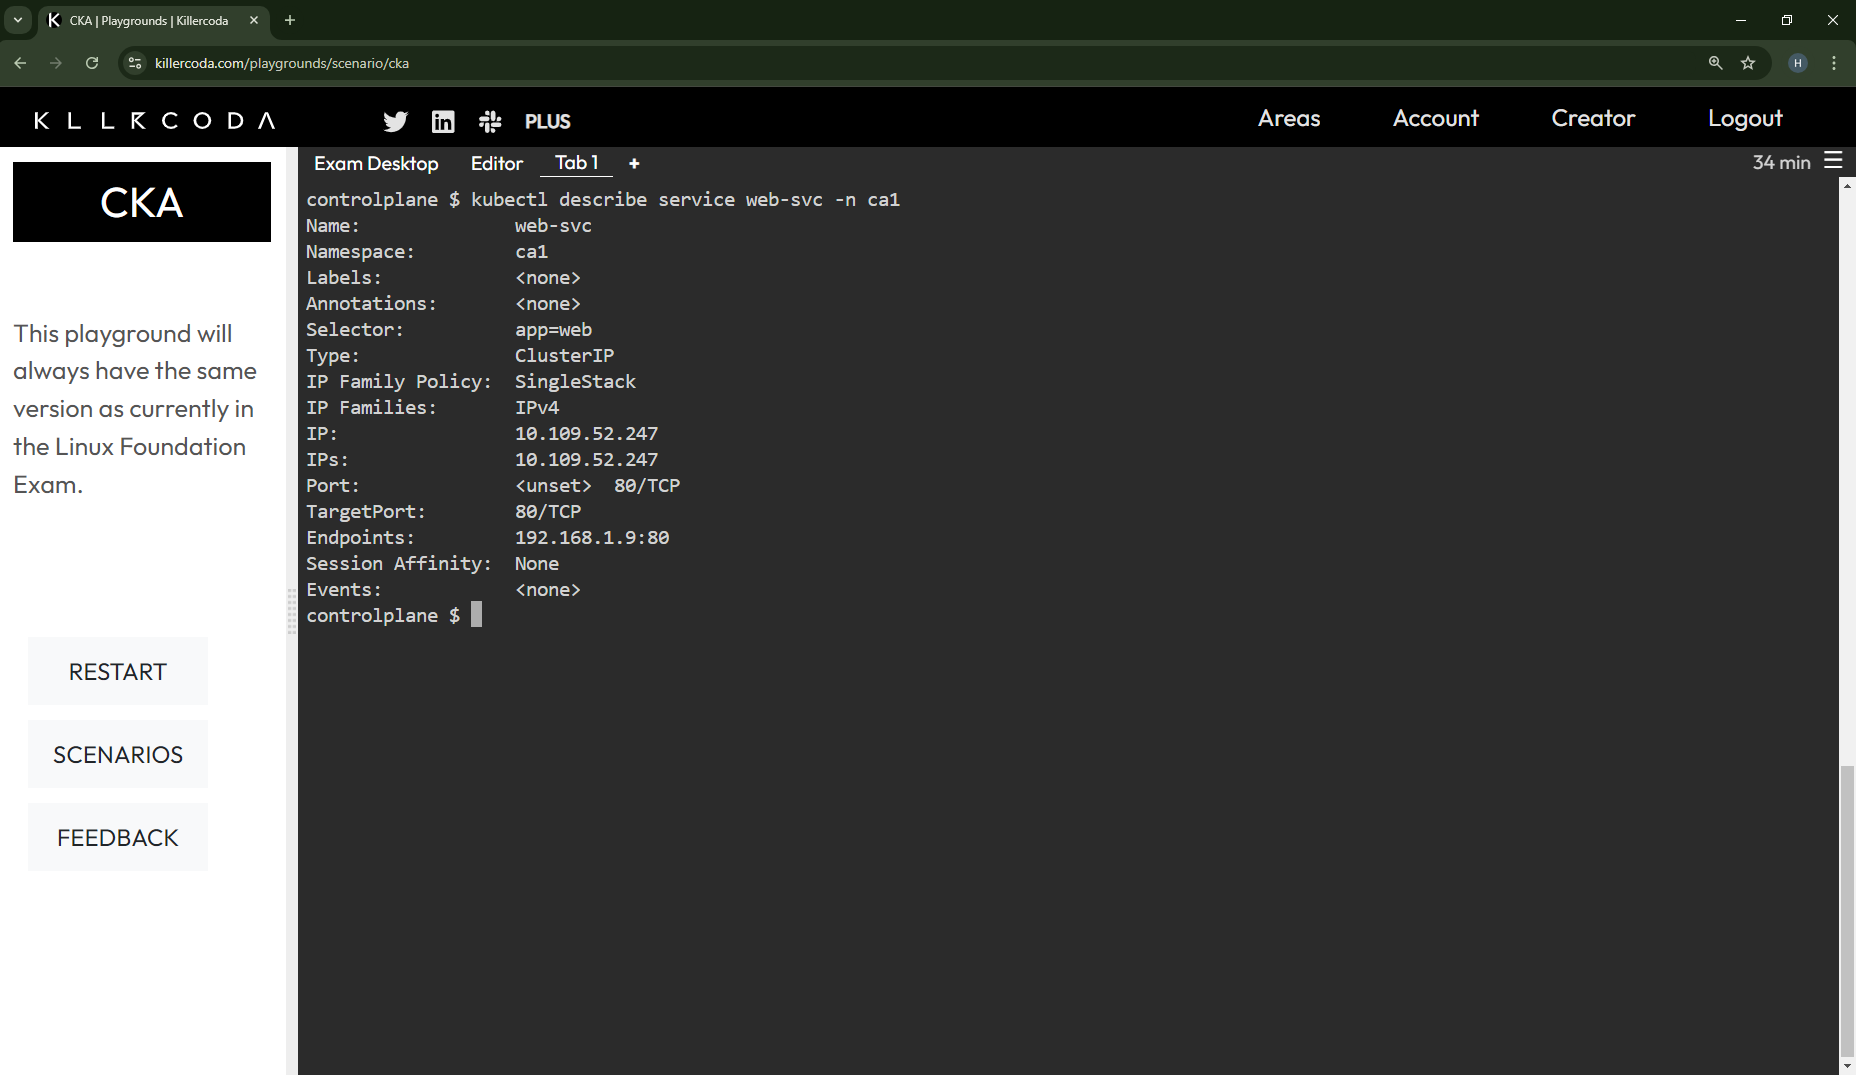 CKA | Playgrounds | Killercoda
killercoda.com/playgrounds/scenario/cka
H
KLLRCODA
PLUS
Areas
Account
Creator
Logout
CKA
This playground will
always have the same
version as currently in
the Linux Foundation
Exam.
RESTART
SCENARIOS
FEEDBACK
Exam Desktop
Editor
Tab 1
+
34 min
controlplane $ kubectl describe service web-svc -n ca1
Name:              web-svc
Namespace:         ca1
Labels:            <none>
Annotations:       <none>
Selector:          app=web
Type:              ClusterIP
IP Family Policy:  SingleStack
IP Families:       IPv4
IP:                10.109.52.247
IPs:               10.109.52.247
Port:              <unset>  80/TCP
TargetPort:        80/TCP
Endpoints:         192.168.1.9:80
Session Affinity:  None
Events:            <none>
controlplane $